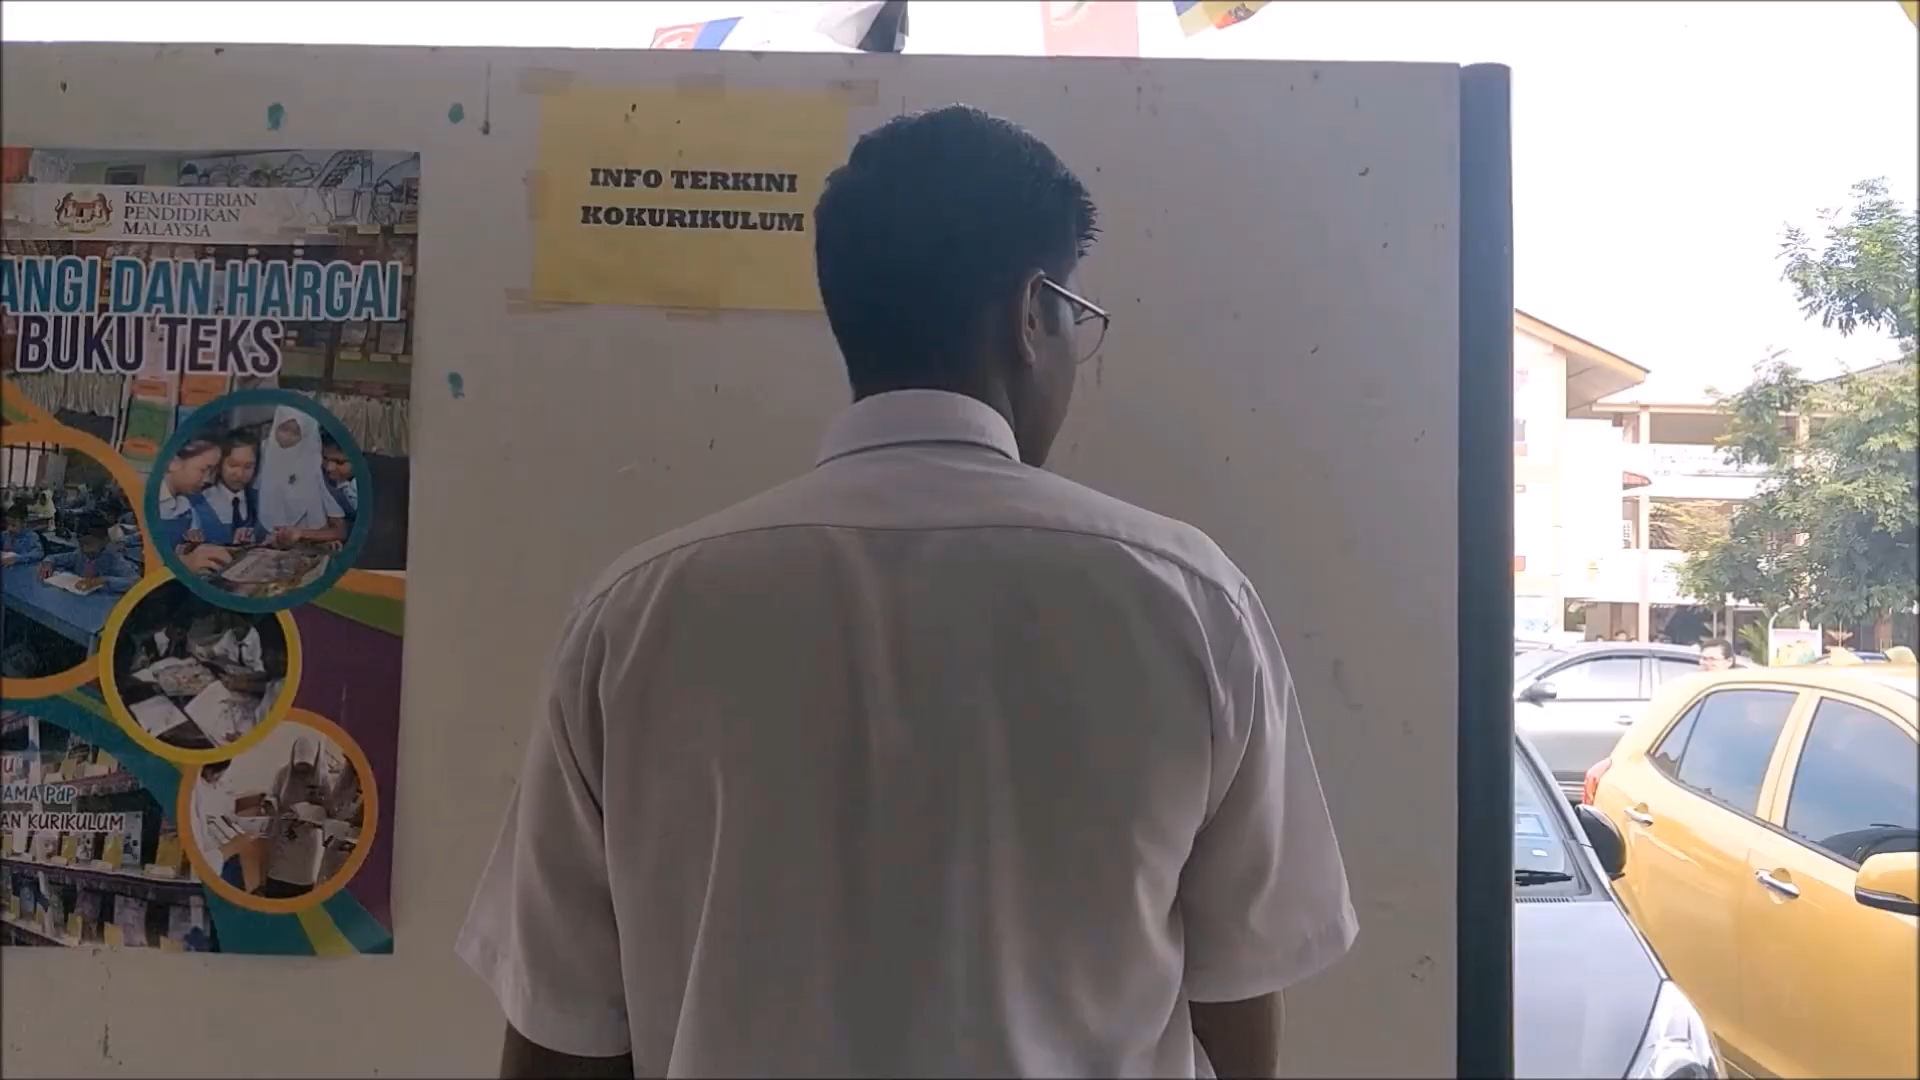 KEMENTERIAN
PENDIDIKAN
MALAYSIA
ANGI DAN HARGAI
BUKU TEKS
U
AMA PdP
AN KURIKULUM
INFO TERKINI
KOKURIKULUM